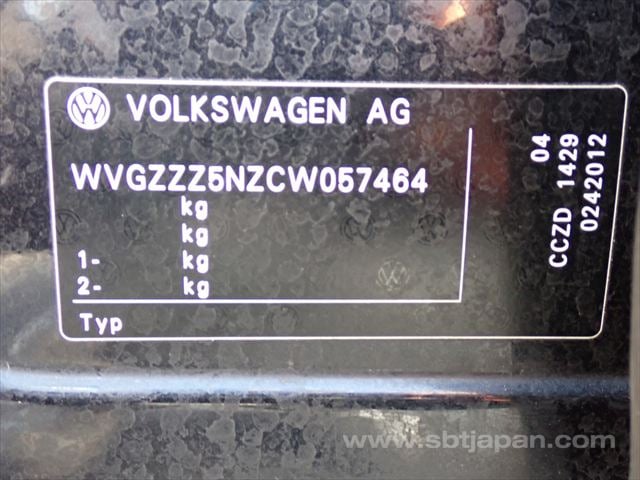 VOLKSWAGEN AG
WVGZZZ5NZCW057464
kg
kg
1- kg
2- kg
Typ
04
CCZD 1429
0242012
www.sbtjapan.com